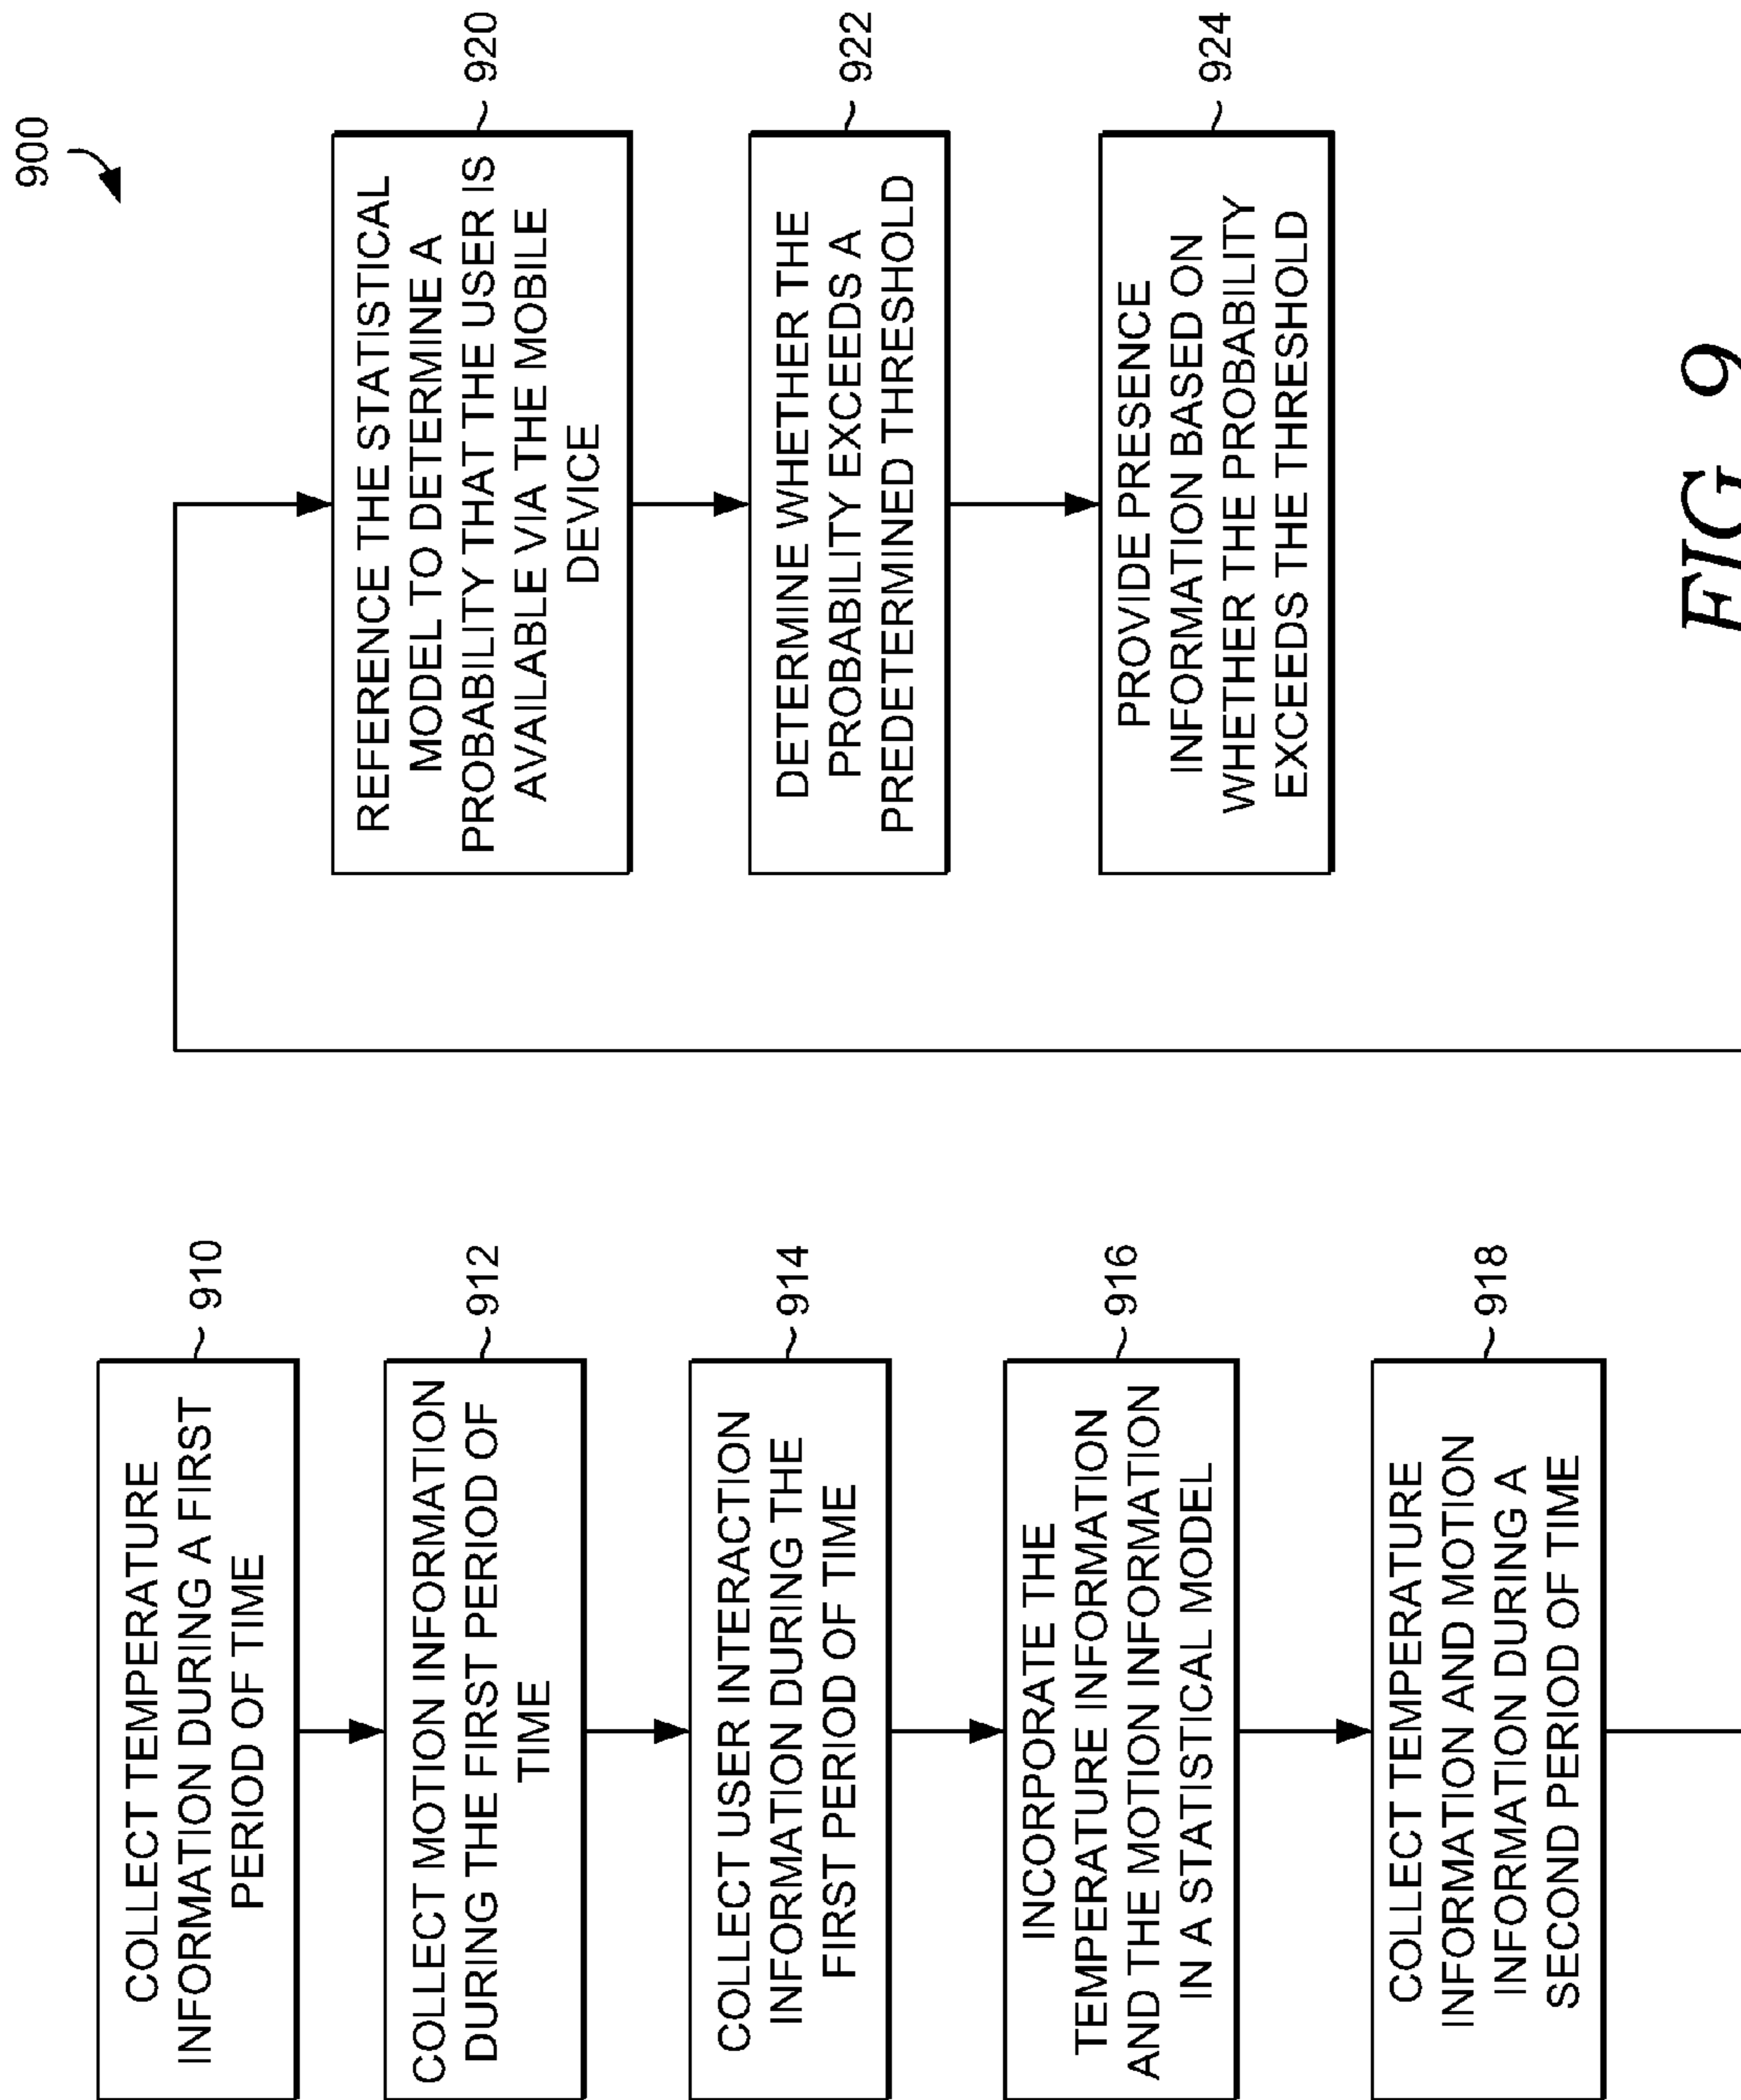 900
COLLECT TEMPERATURE
INFORMATION DURING A FIRST
PERIOD OF TIME
910
COLLECT MOTION INFORMATION
DURING THE FIRST PERIOD OF
TIME
912
COLLECT USER INTERACTION
INFORMATION DURING THE
FIRST PERIOD OF TIME
914
INCORPORATE THE
TEMPERATURE INFORMATION
AND THE MOTION INFORMATION
IN A STATISTICAL MODEL
916
COLLECT TEMPERATURE
INFORMATION AND MOTION
INFORMATION DURING A
SECOND PERIOD OF TIME
918
REFERENCE THE STATISTICAL
MODEL TO DETERMINE A
PROBABILITY THAT THE USER IS
AVAILABLE VIA THE MOBILE
DEVICE
920
DETERMINE WHETHER THE
PROBABILITY EXCEEDS A
PREDETERMINED THRESHOLD
922
PROVIDE PRESENCE
INFORMATION BASED ON
WHETHER THE PROBABILITY
EXCEEDS THE THRESHOLD
924
FIG 9